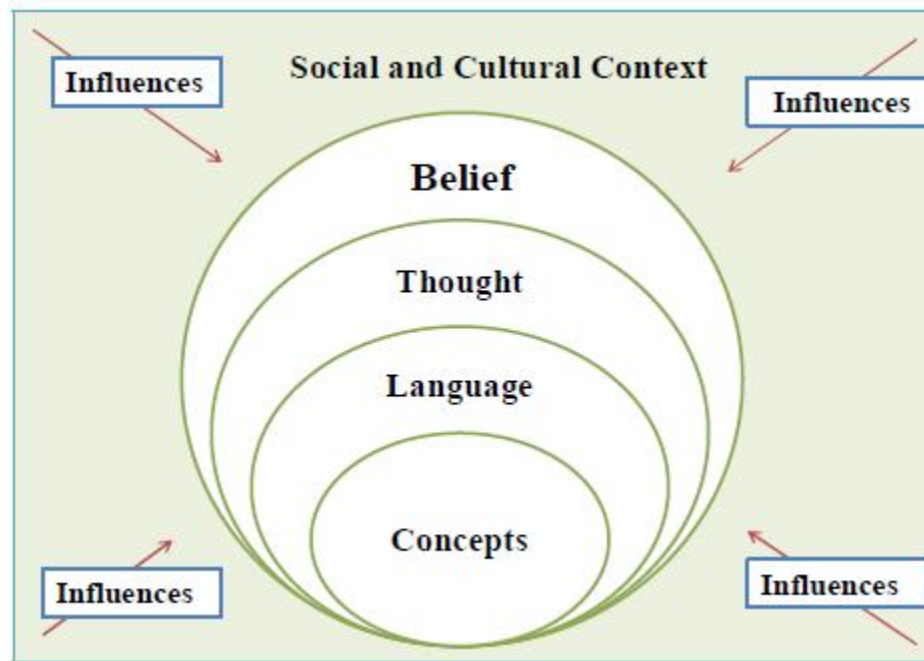 Social and Cultural Context
Influences
Influences
Belief
Thought
Language
Concepts
Influences
Influences